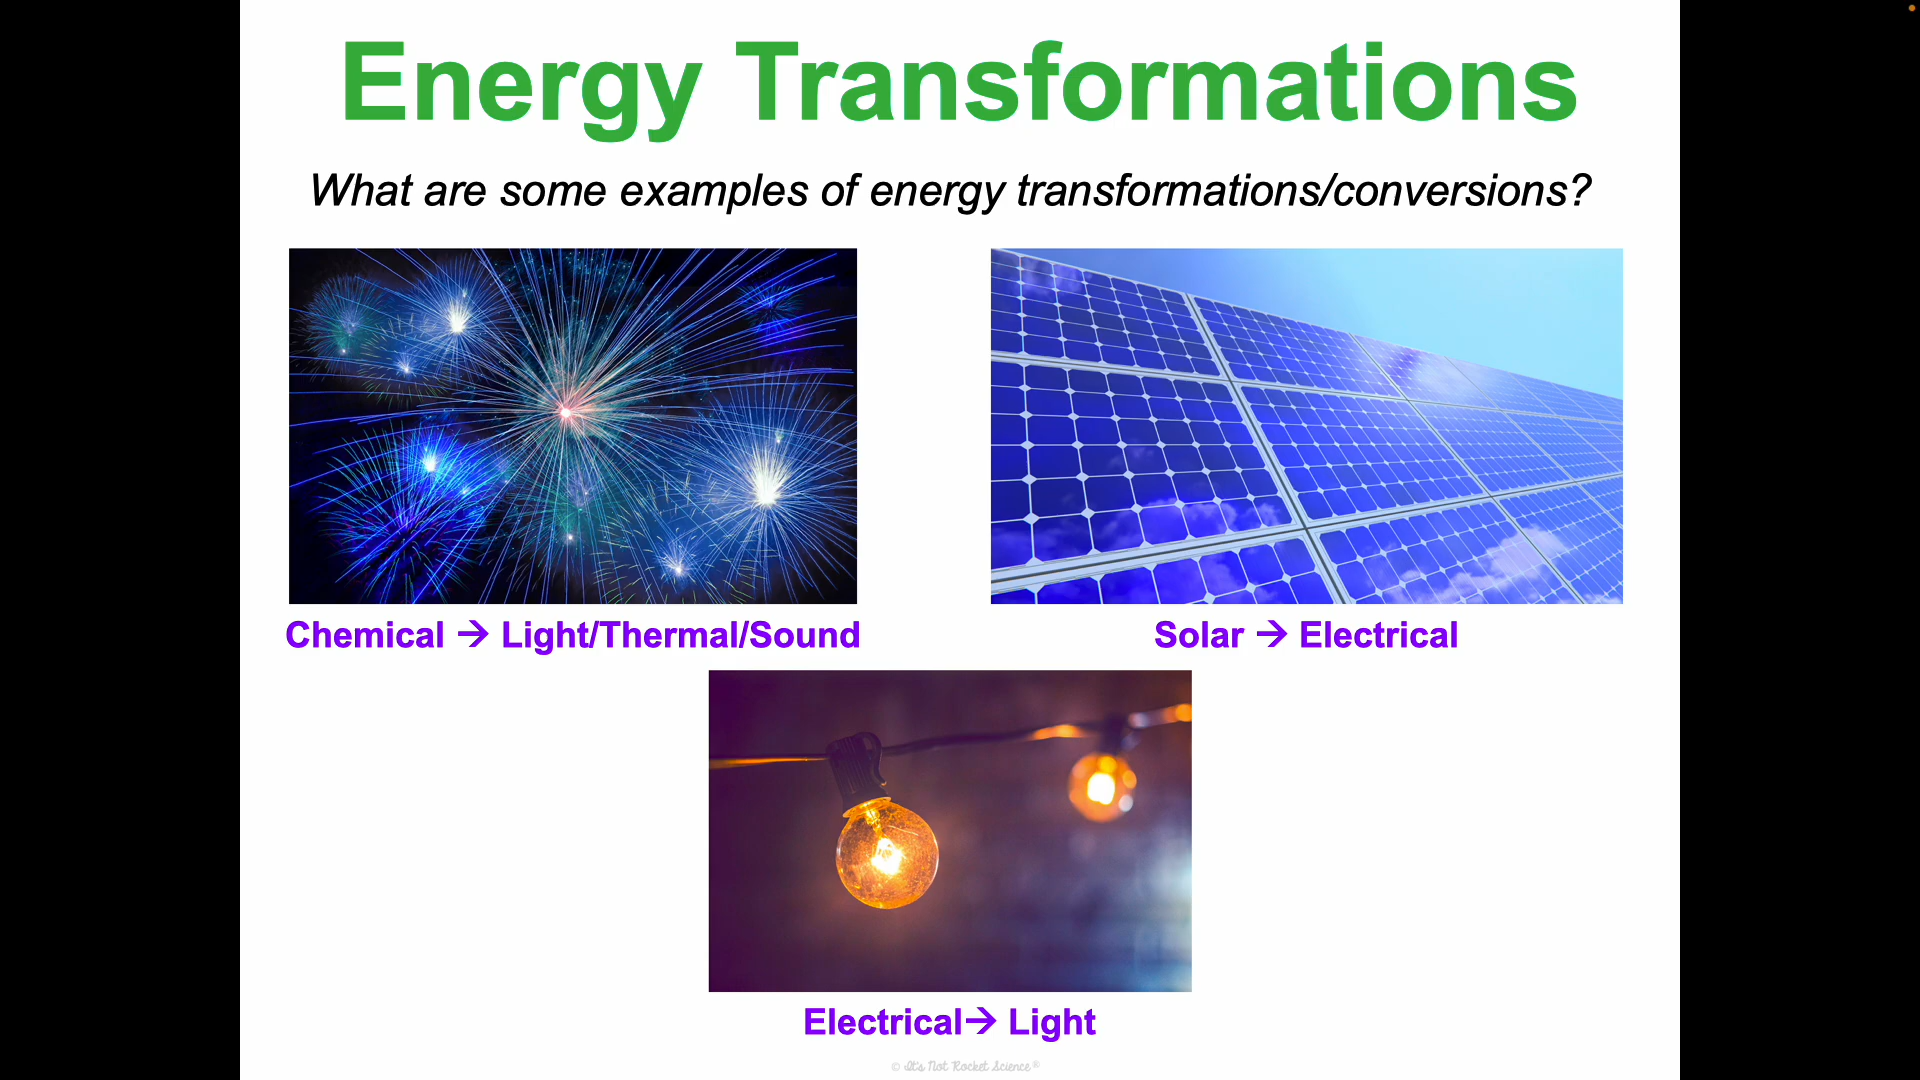 Energy Transformations
What are some examples of energy transformations/conversions?
Chemical → Light/Thermal/Sound
Solar → Electrical
Electrical→ Light
© It's Not Rocket Science®